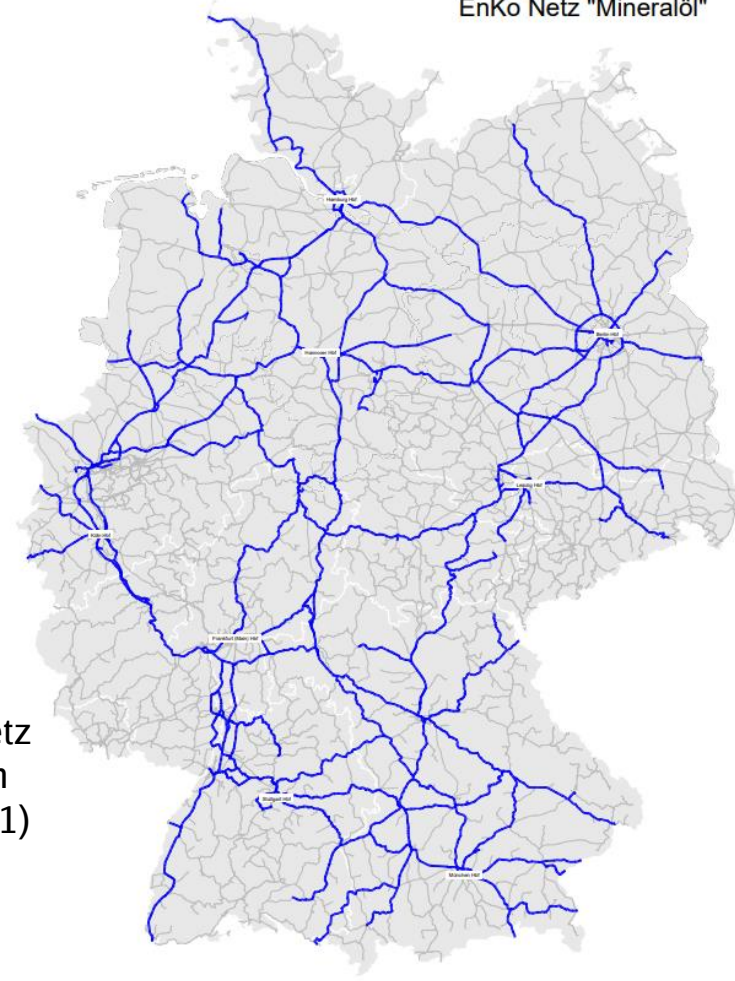 EnKo Netz "Mineralöl"
Hamburg Hbf
Berlin Hbf
Hannover Hbf
Leipzig Hbf
Köln Hbf
Frankfurt (Main) Hbf
etz
n
1)
Stuttgart Hbf
München Hbf